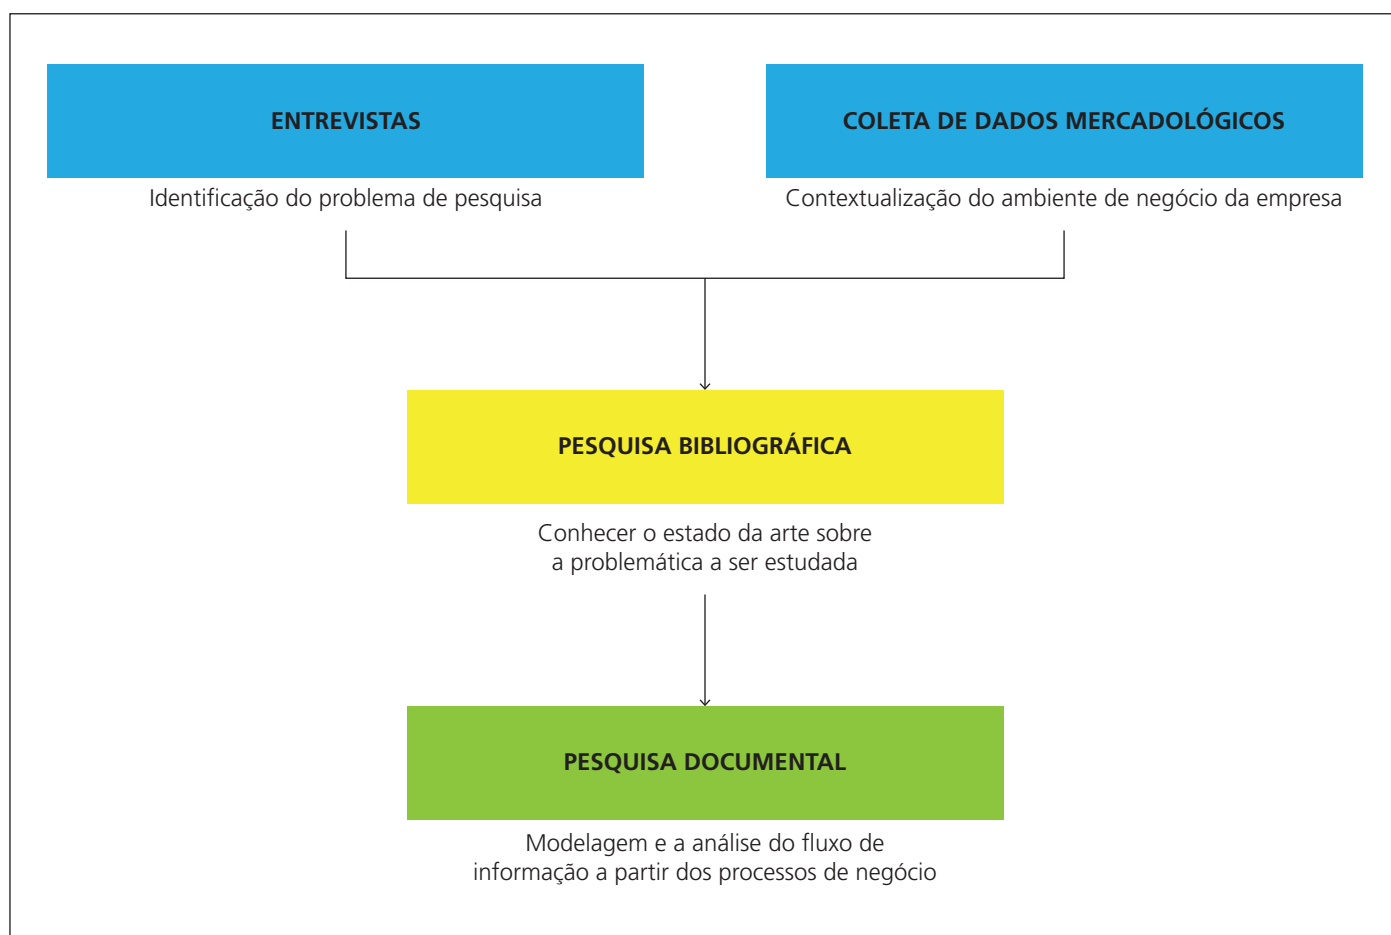 ENTREVISTAS
COLETA DE DADOS MERCADOLÓGICOS
Identificação do problema de pesquisa
Contextualização do ambiente de negócio da empresa
PESQUISA BIBLIOGRÁFICA
Conhecer o estado da arte sobre
a problemática a ser estudada
PESQUISA DOCUMENTAL
Modelagem e a análise do fluxo de
informação a partir dos processos de negócio